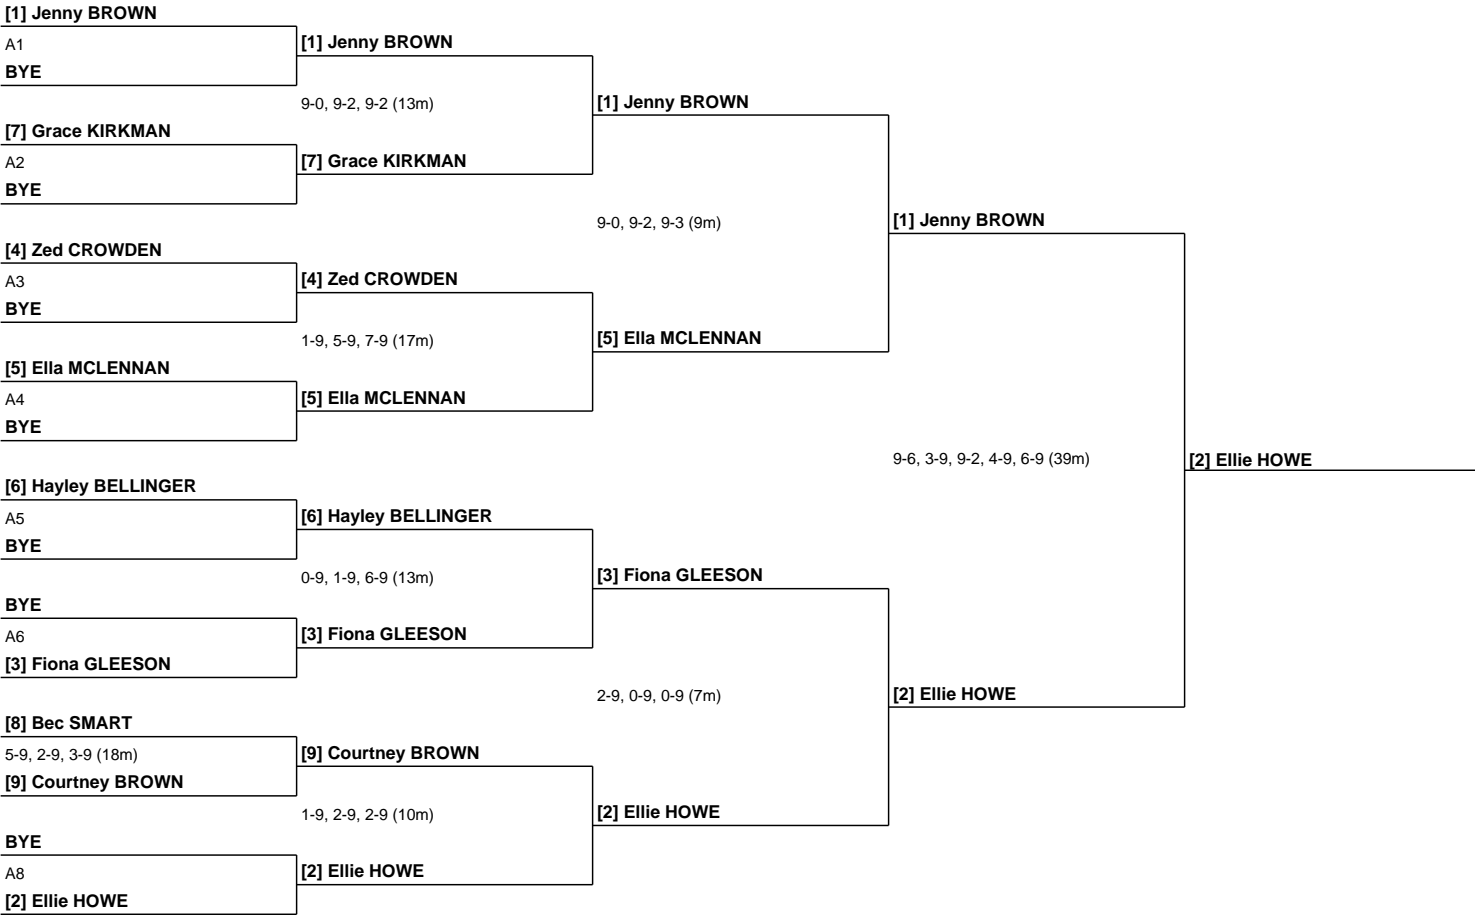 [1] Jenny BROWN
A1
BYE
[7] Grace KIRKMAN
A2
BYE
[4] Zed CROWDEN
A3
BYE
[5] Ella MCLENNAN
A4
BYE
[6] Hayley BELLINGER
A5
BYE
BYE
A6
[3] Fiona GLEESON
[8] Bec SMART
5-9, 2-9, 3-9 (18m)
[9] Courtney BROWN
BYE
A8
[2] Ellie HOWE
[1] Jenny BROWN
9-0, 9-2, 9-2 (13m)
[7] Grace KIRKMAN
[4] Zed CROWDEN
1-9, 5-9, 7-9 (17m)
[5] Ella MCLENNAN
[6] Hayley BELLINGER
0-9, 1-9, 6-9 (13m)
[3] Fiona GLEESON
[9] Courtney BROWN
1-9, 2-9, 2-9 (10m)
[2] Ellie HOWE
[1] Jenny BROWN
9-0, 9-2, 9-3 (9m)
[5] Ella MCLENNAN
[3] Fiona GLEESON
2-9, 0-9, 0-9 (7m)
[2] Ellie HOWE
[1] Jenny BROWN
9-6, 3-9, 9-2, 4-9, 6-9 (39m)
[2] Ellie HOWE
[2] Ellie HOWE